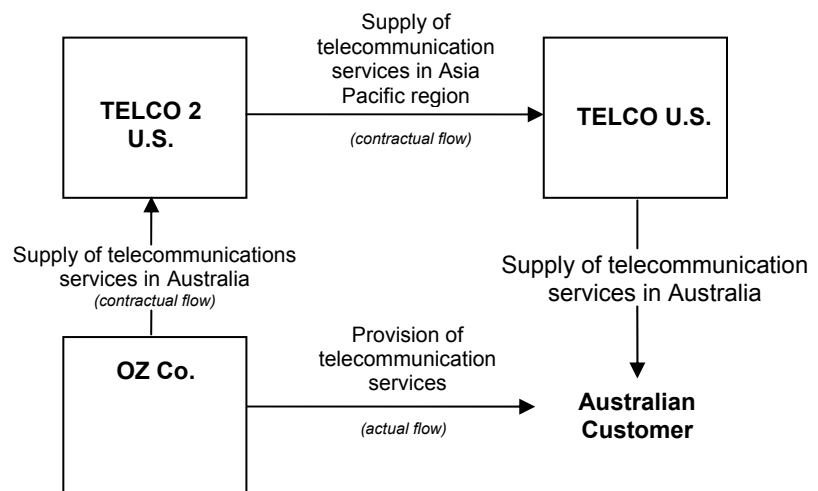 Supply of
telecommunication
services in Asia
Pacific region
(contractual flow)
TELCO 2
U.S.
TELCO U.S.
Supply of telecommunications
services in Australia
(contractual flow)
Supply of telecommunication
services in Australia
OZ Co.
Provision of
telecommunication
services
(actual flow)
Australian
Customer